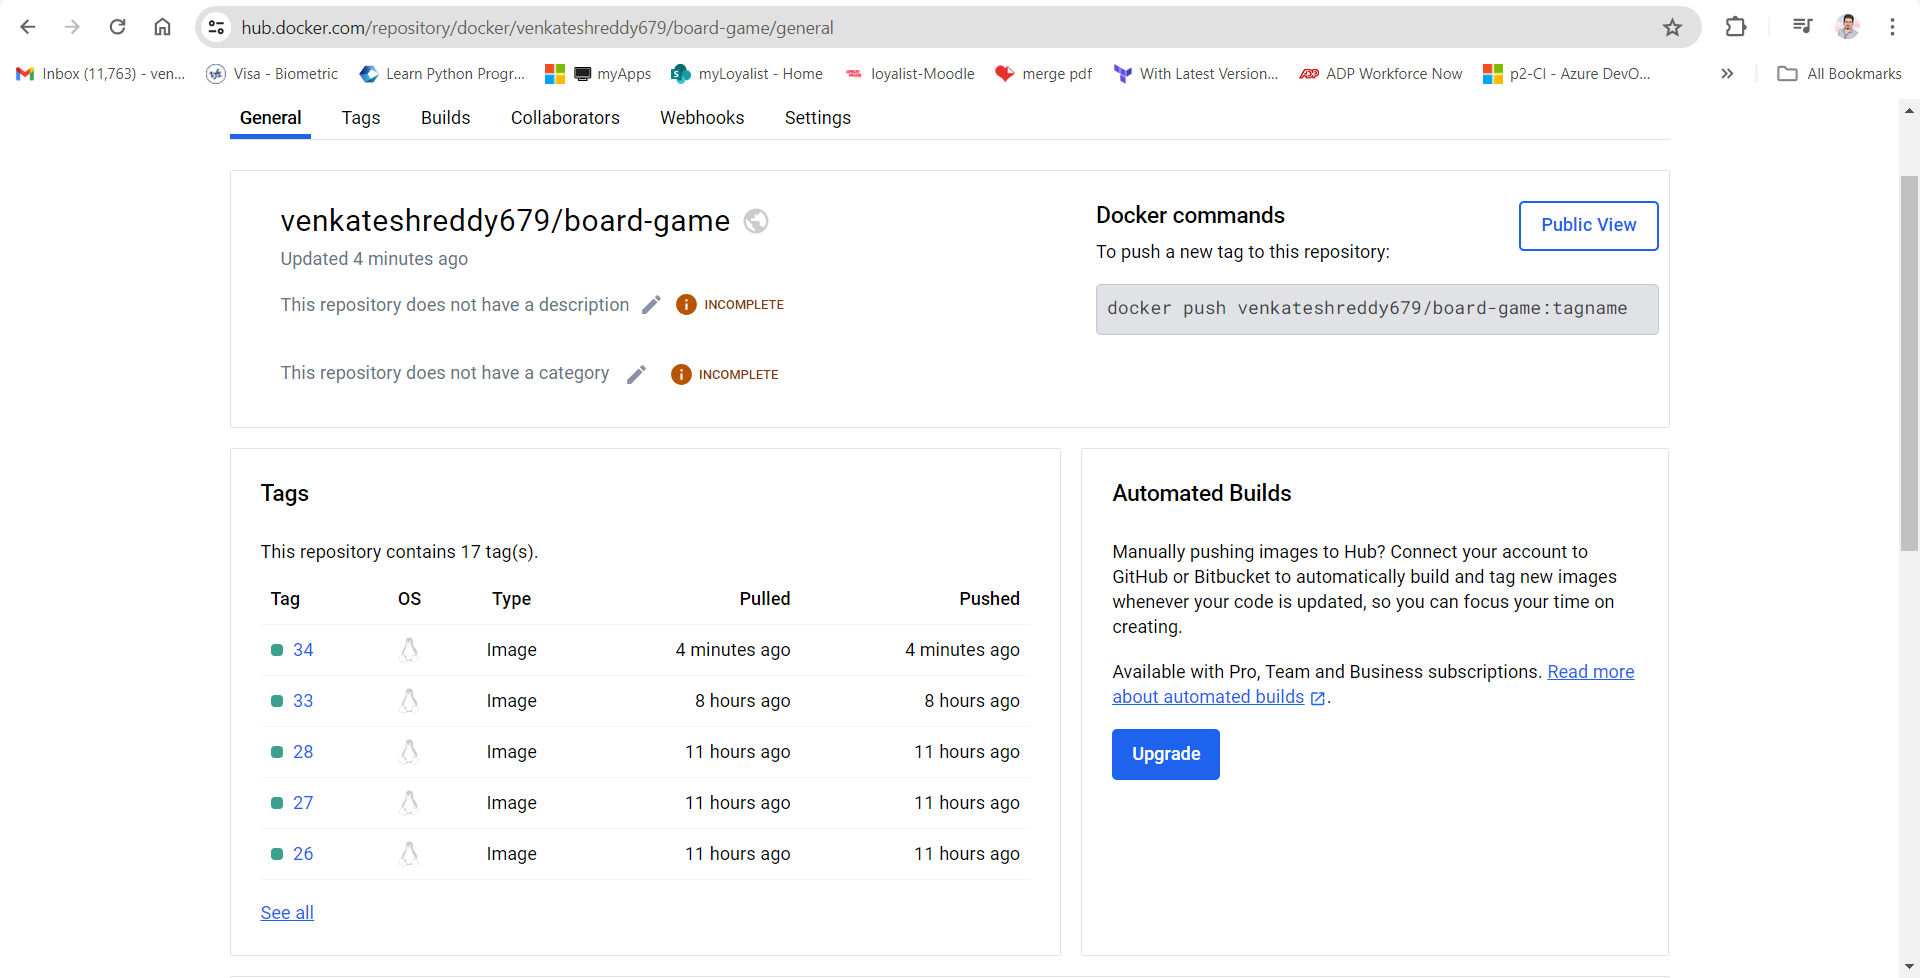 hub.docker.com/repository/docker/venkateshreddy679/board-game/general
Inbox (11,763) - ven... Visa - Biometric Learn Python Progr... myApps myLoyalist - Home loyalist-Moodle merge pdf With Latest Version... ADP Workforce Now p2-CI - Azure DevO... » All Bookmarks
General Tags Builds Collaborators Webhooks Settings
venkateshreddy679/board-game
Updated 4 minutes ago
This repository does not have a description INCOMPLETE
This repository does not have a category INCOMPLETE
Docker commands
Public View
To push a new tag to this repository:
docker push venkateshreddy679/board-game:tagname
Tags
This repository contains 17 tag(s).
Tag OS Type Pulled Pushed
34 Image 4 minutes ago 4 minutes ago
33 Image 8 hours ago 8 hours ago
28 Image 11 hours ago 11 hours ago
27 Image 11 hours ago 11 hours ago
26 Image 11 hours ago 11 hours ago
See all
Automated Builds
Manually pushing images to Hub? Connect your account to
GitHub or Bitbucket to automatically build and tag new images
whenever your code is updated, so you can focus your time on
creating.
Available with Pro, Team and Business subscriptions. Read more
about automated builds .
Upgrade